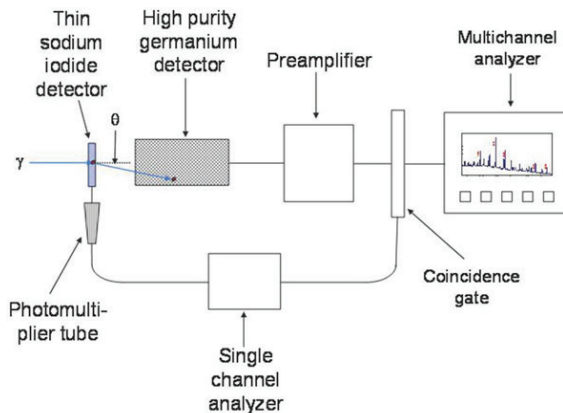 Thin
sodium
iodide
detector
High purity
germanium
detector
Preamplifier
Multichannel
analyzer
θ
γ
Photomulti-
plier tube
Single
channel
analyzer
Coincidence
gate